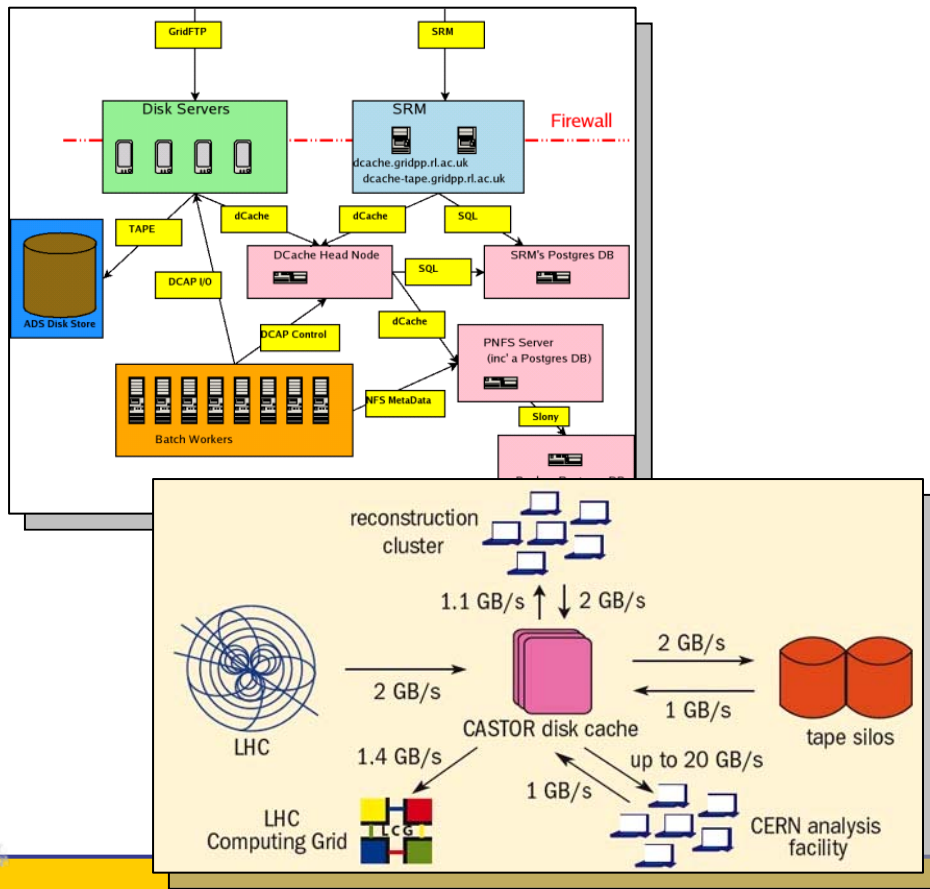 GridFTP
SRM
Disk Servers
SRM
Firewall
dcache.gridpp.rl.ac.uk
dcache-tape.gridpp.rl.ac.uk
TAPE
dCache
dCache
SQL
DCache Head Node
SRM's Postgres DB
SQL
DCAP I/O
ADS Disk Store
dCache
DCAP Control
PNFS Server
(inc' a Postgres DB)
NFS MetaData
Slony
Batch Workers
reconstruction
cluster
1.1 GB/s
2 GB/s
2 GB/s
2 GB/s
1 GB/s
LHC
CASTOR disk cache
tape silos
1.4 GB/s
up to 20 GB/s
1 GB/s
LHC
Computing Grid
LCG
CERN analysis
facility